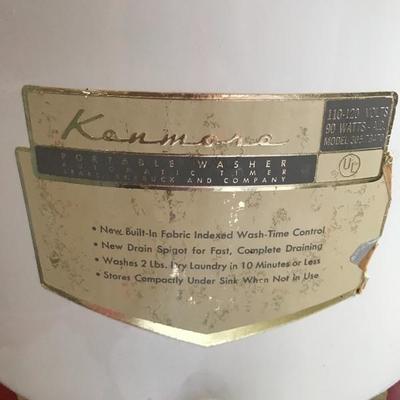 Kenmore
PORTABLE WASHER
AUTOMATIC TIMER
SEARS, ROEBUCK AND COMPANY
110-120 VOLTS
90 WATTS
MODEL
UL
• New Built-In Fabric Indexed Wash-Time Control
• New Drain Spigot for Fast, Complete Draining
• Washes 2 Lbs. Dry Laundry in 10 Minutes or Less
• Stores Compactly Under Sink When Not in Use